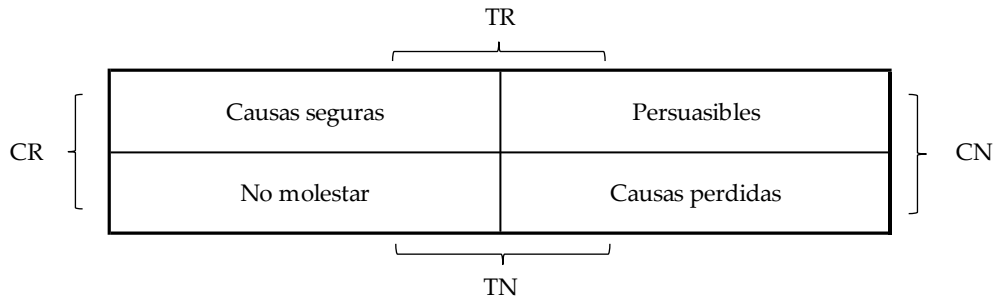 TR
Causas seguras
Persuasibles
CR
CN
No molestar
Causas perdidas
TN